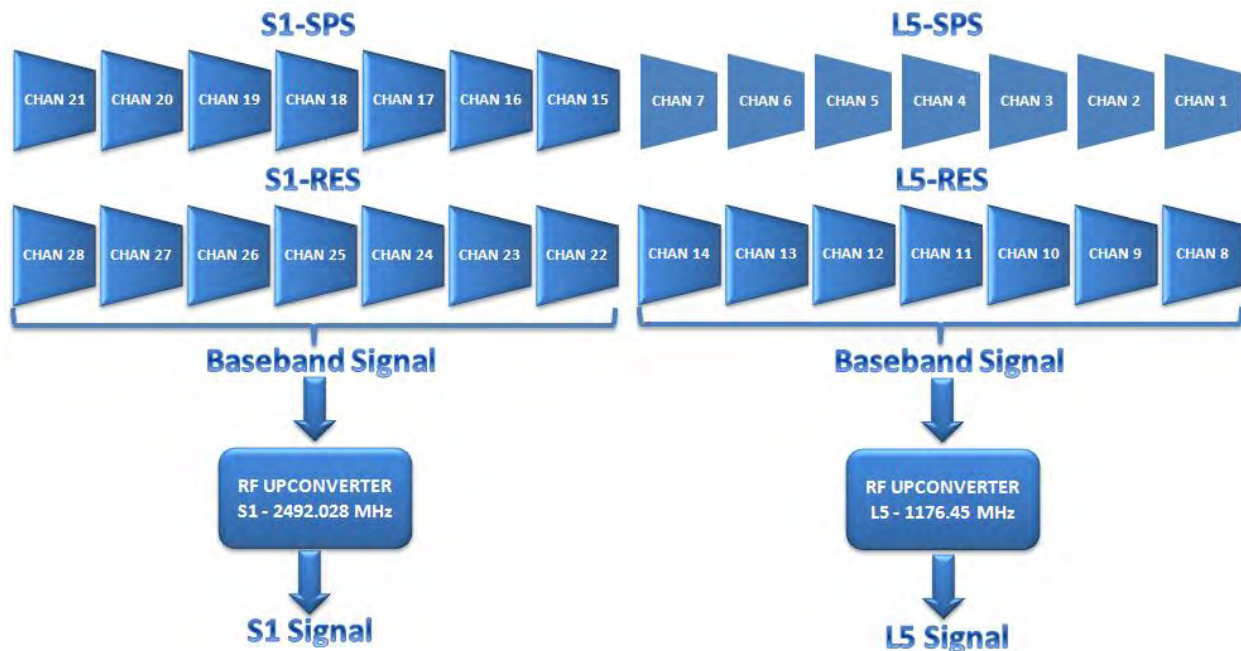 S1-SPS
CHAN 21 CHAN 20 CHAN 19 CHAN 18 CHAN 17 CHAN 16 CHAN 15
S1-RES
CHAN 28 CHAN 27 CHAN 26 CHAN 25 CHAN 24 CHAN 23 CHAN 22
Baseband Signal
RF UPCONVERTER
S1 - 2492.028 MHz
S1 Signal
L5-SPS
CHAN 7 CHAN 6 CHAN 5 CHAN 4 CHAN 3 CHAN 2 CHAN 1
L5-RES
CHAN 14 CHAN 13 CHAN 12 CHAN 11 CHAN 10 CHAN 9 CHAN 8
Baseband Signal
RF UPCONVERTER
L5 - 1176.45 MHz
L5 Signal